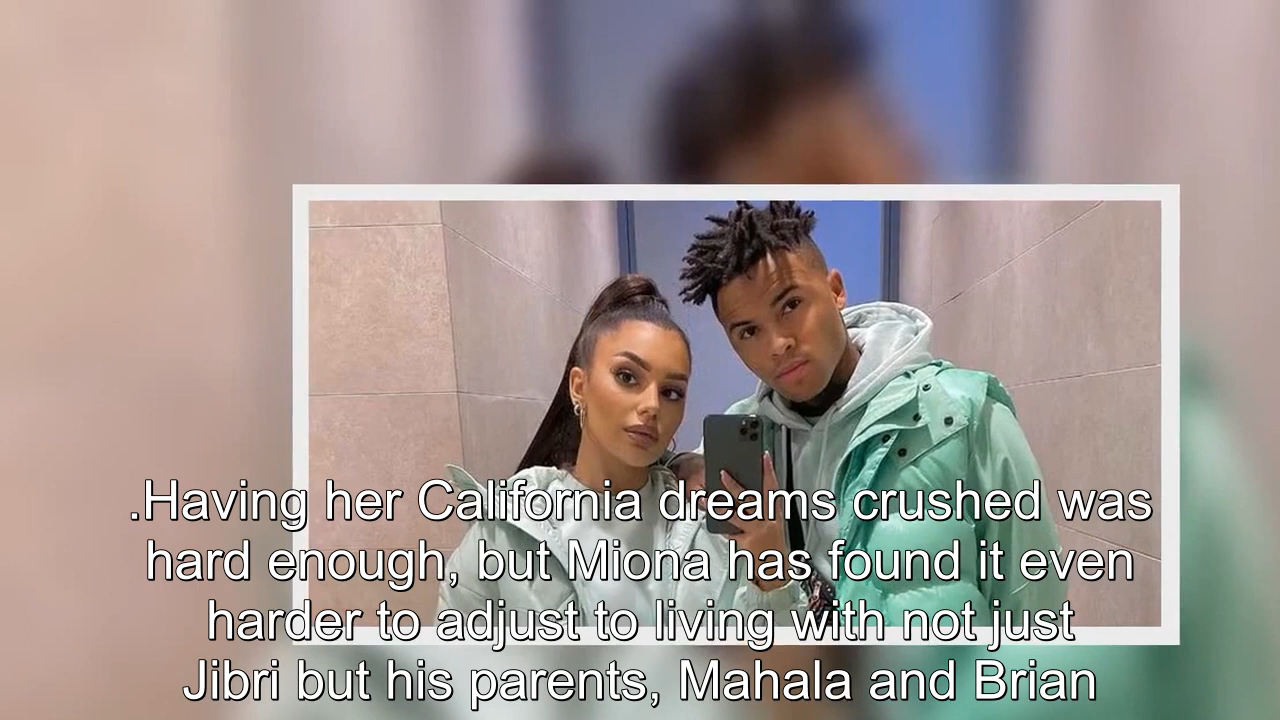 .Having her California dreams crushed was
hard enough, but Miona has found it even
harder to adjust to living with not just
Jibri but his parents, Mahala and Brian